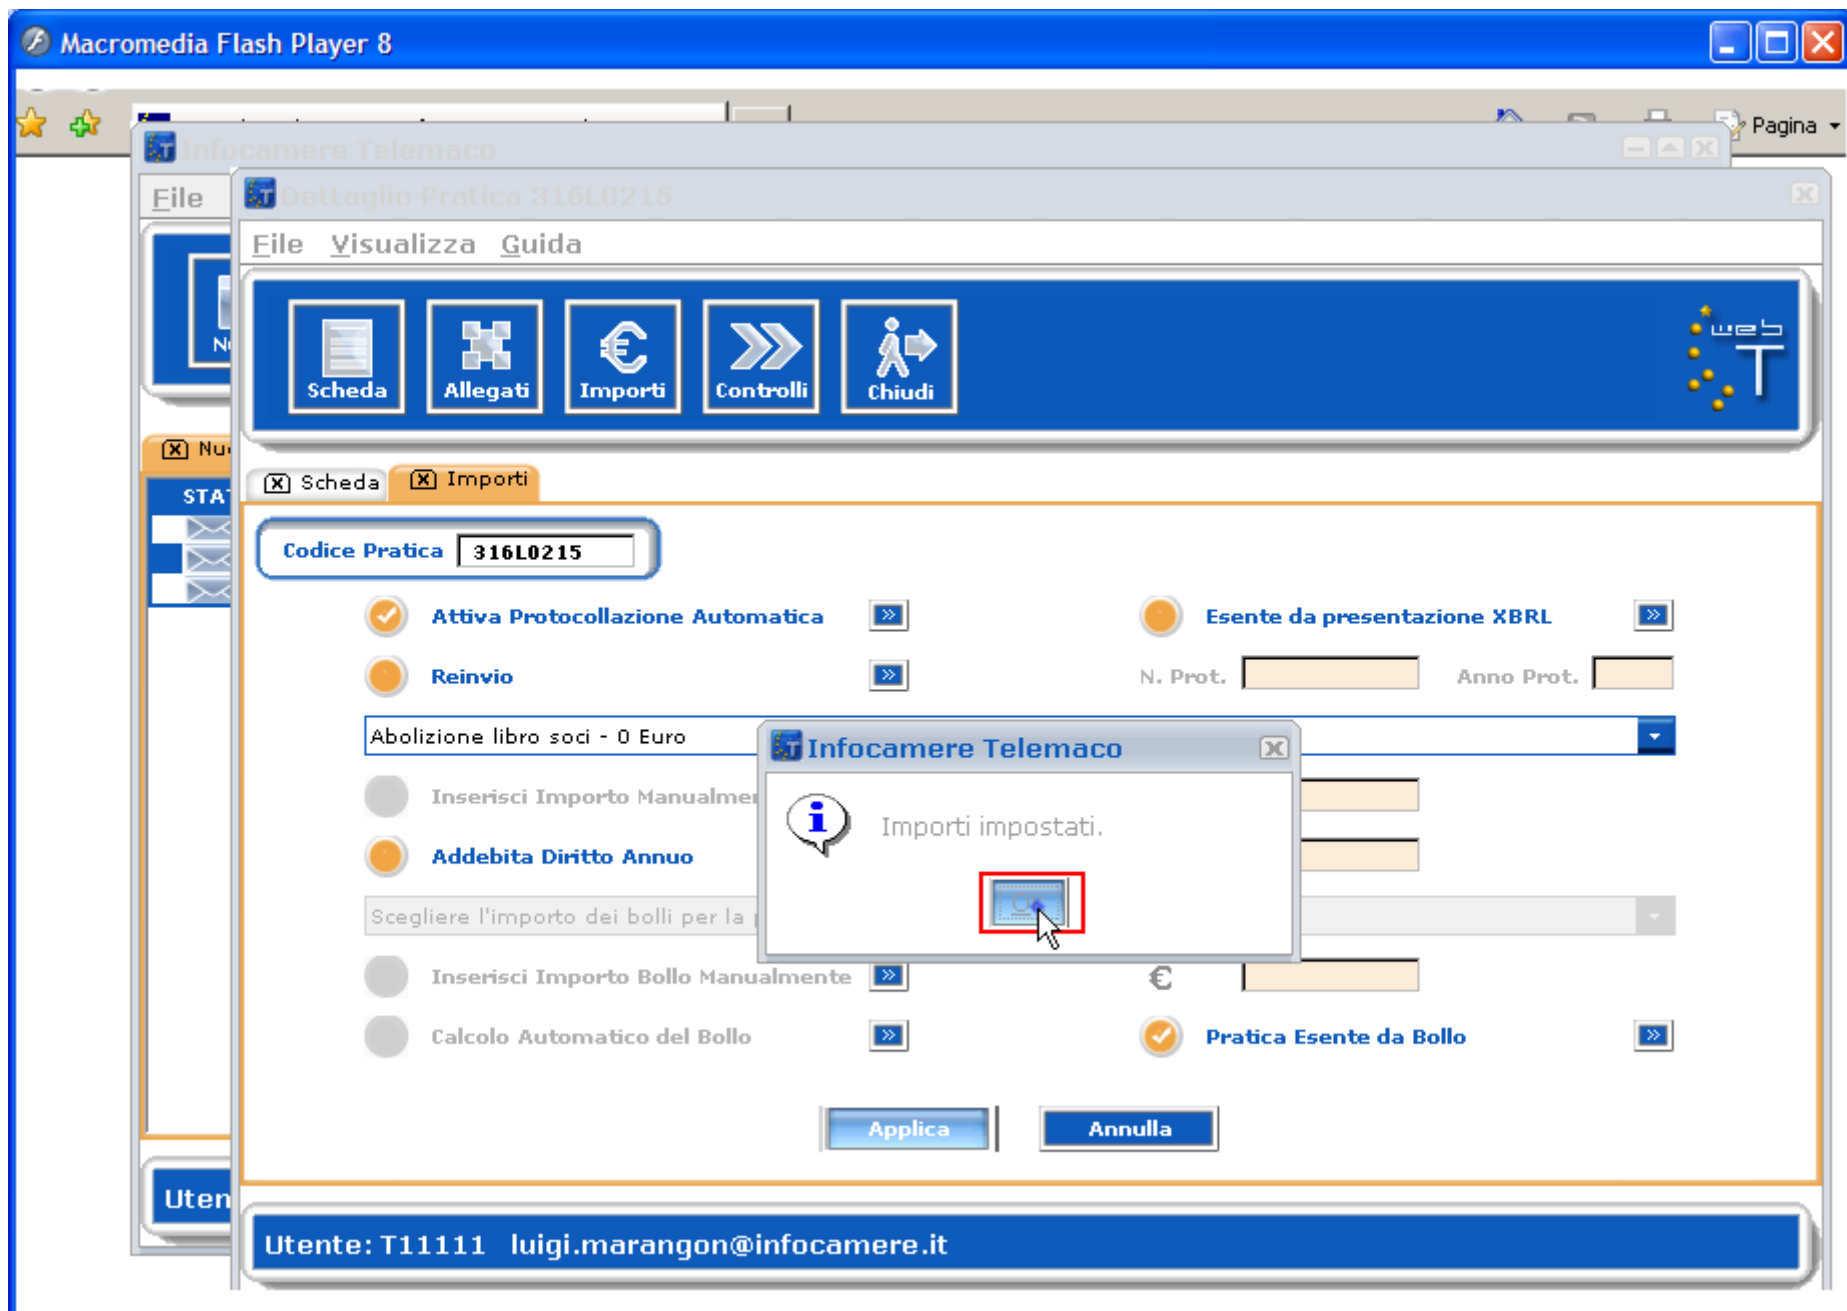 Macromedia Flash Player 8
Pagina
Infocamere Telemaco
File
Dettaglio Pratica 316L0215
File Visualizza Guida
Scheda Allegati Importi Controlli Chiudi
web T
Scheda Importi
Codice Pratica 316L0215
Attiva Protocollazione Automatica Esente da presentazione XBRL
Reinvio N. Prot. Anno Prot.
Abolizione libro soci - 0 Euro
Infocamere Telemaco
Importi impostati.
Inserisci Importo
Addebita Diritto Annuo
Scegliere l'importo dei bolli per la
Inserisci Importo Bollo Manualmente €
Calcolo Automatico del Bollo Pratica Esente da Bollo
Applica Annulla
Utente: T11111 luigi.marangon@infocamere.it